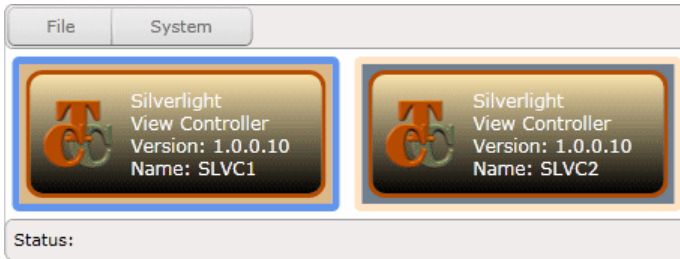 File System
Silverlight
View Controller
Version: 1.0.0.10
Name: SLVC1
Silverlight
View Controller
Version: 1.0.0.10
Name: SLVC2
Status: